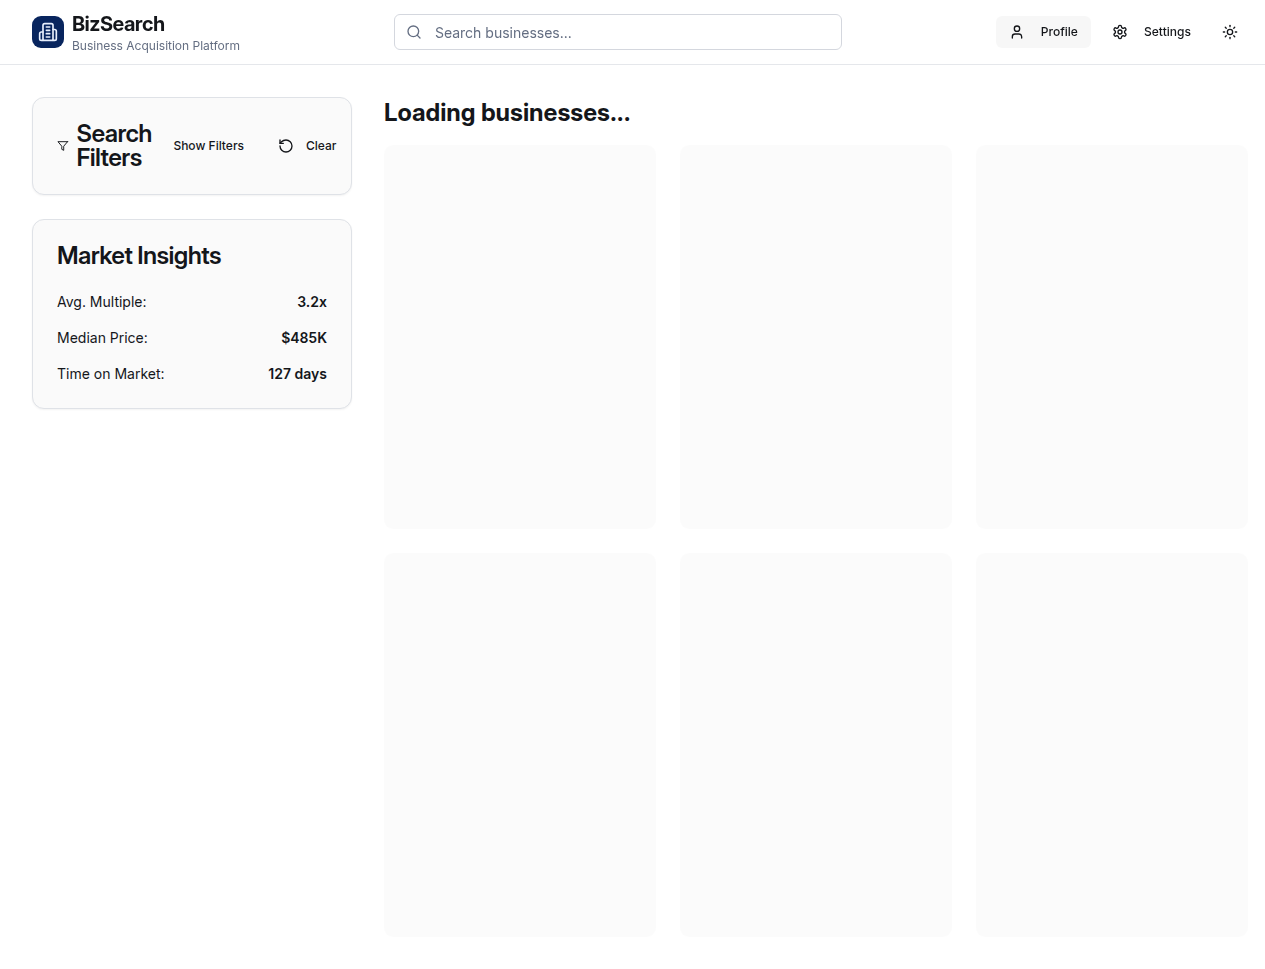 BizSearch
Business Acquisition Platform
Search businesses...
Profile
Settings
Search
Filters
Show Filters
Clear
Market Insights
Avg. Multiple: 3.2x
Median Price: $485K
Time on Market: 127 days
Loading businesses...